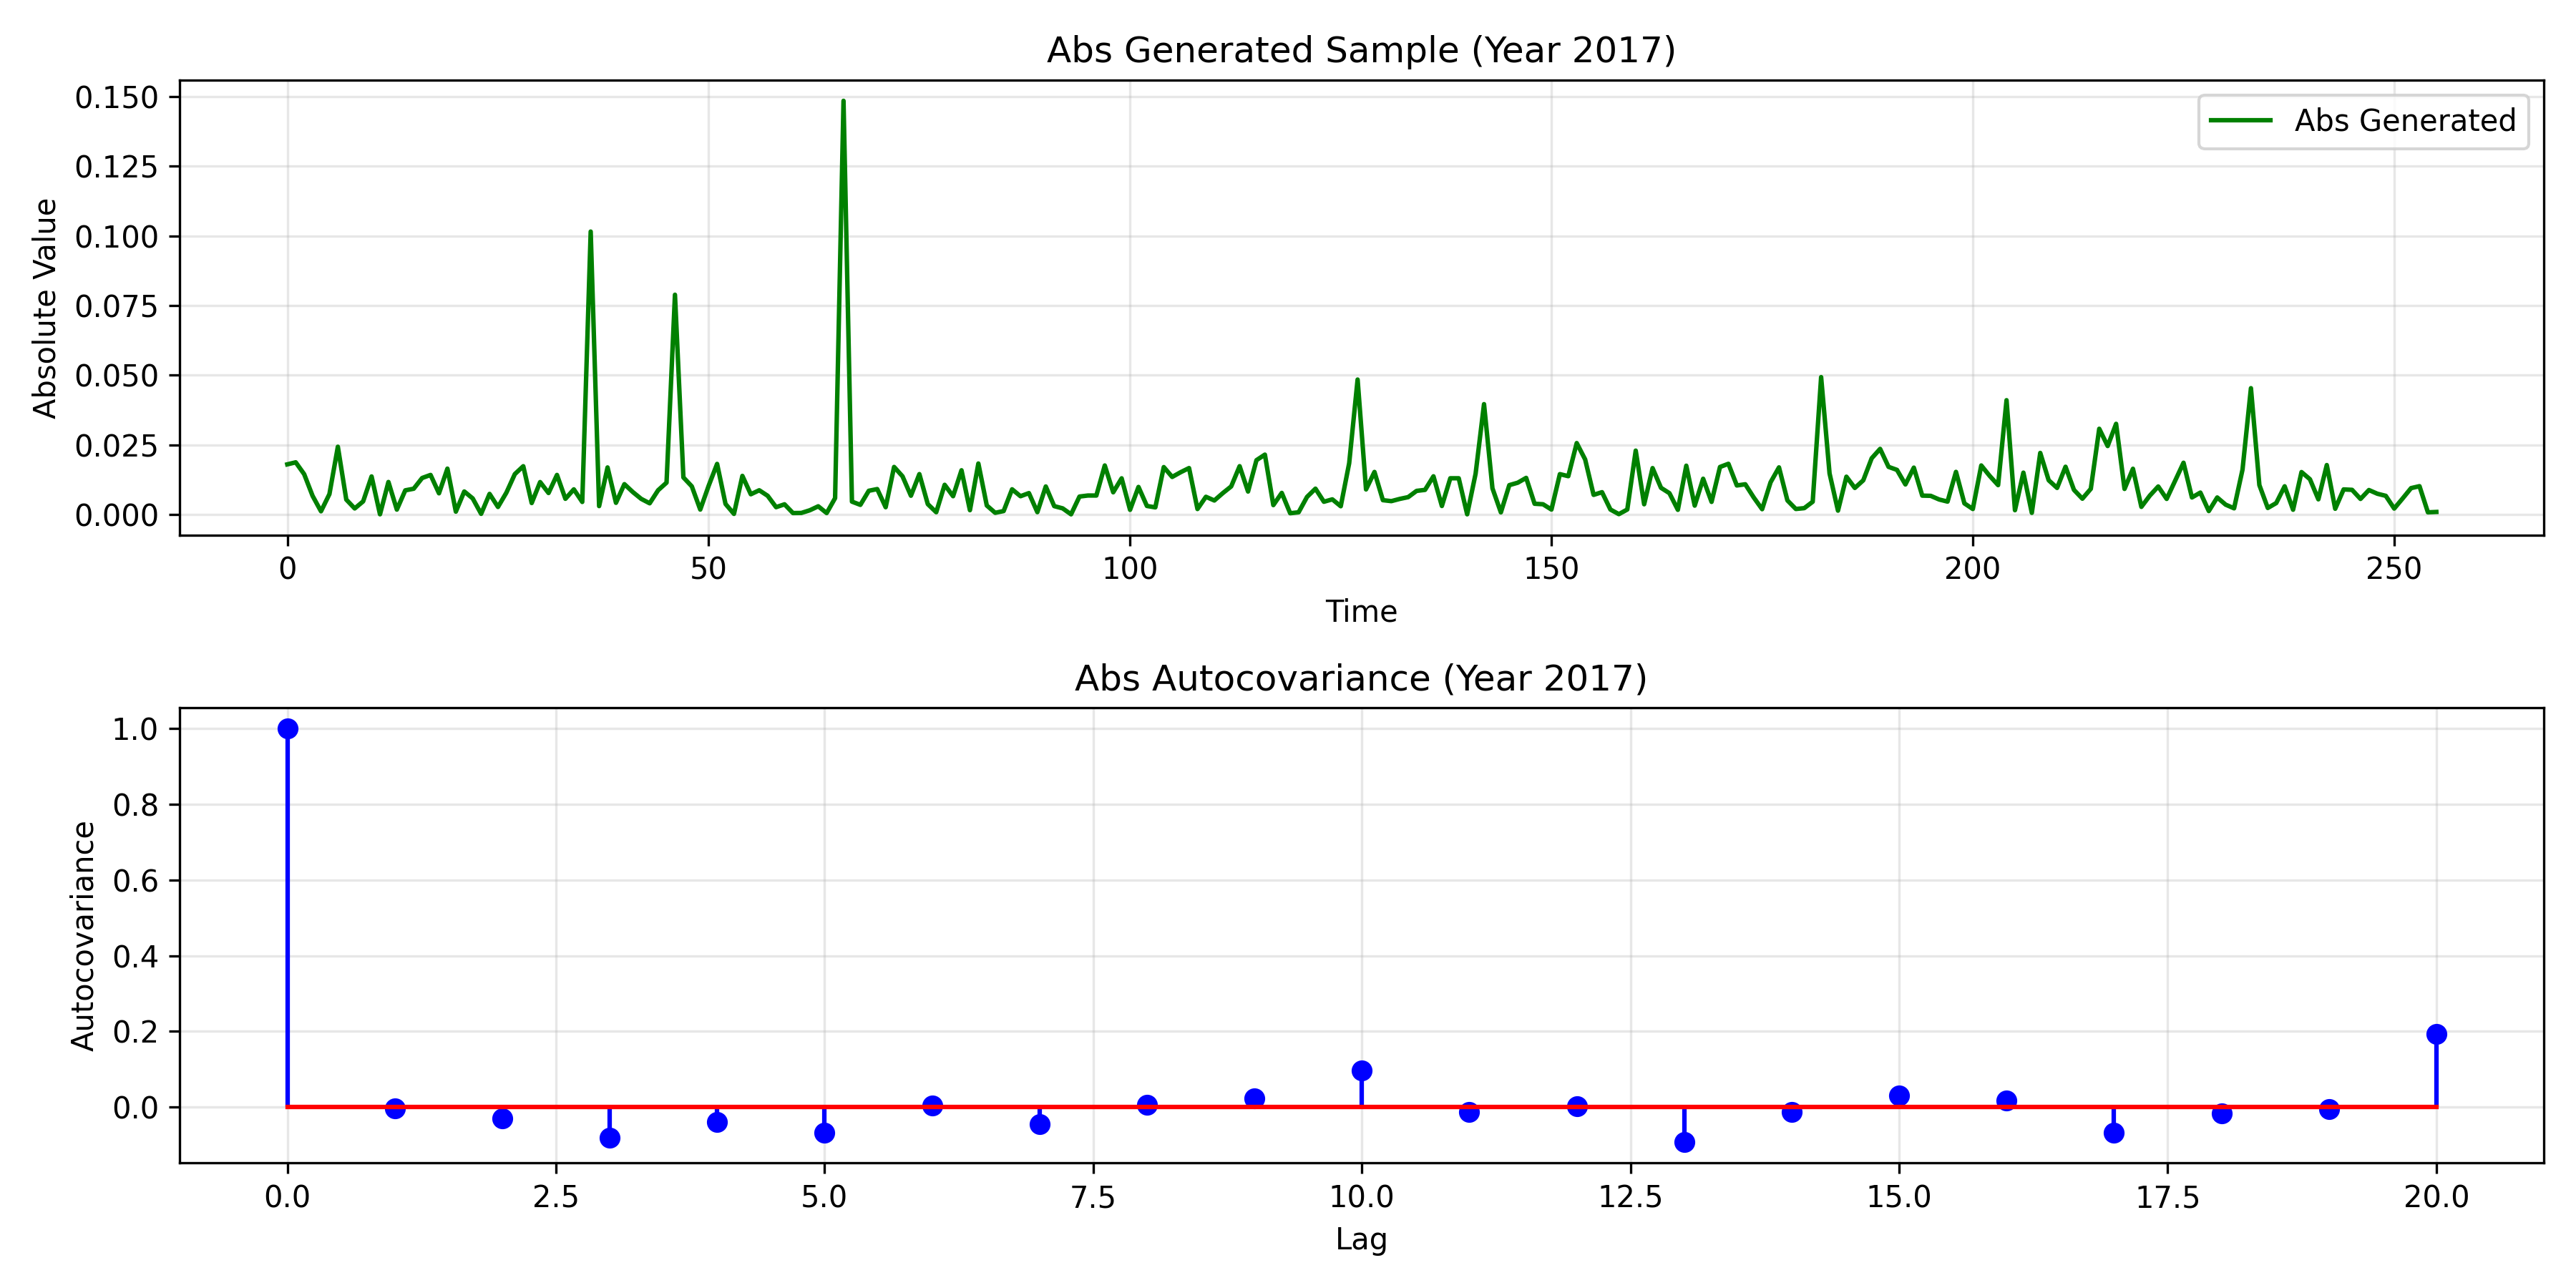 Abs Generated Sample (Year 2017)
Absolute Value
0.150
0.125
0.100
0.075
0.050
0.025
0.000
Abs Generated
0 50 100 150 200 250
Time
Abs Autocovariance (Year 2017)
Autocovariance
1.0
0.8
0.6
0.4
0.2
0.0
0.0 2.5 5.0 7.5 10.0 12.5 15.0 17.5 20.0
Lag